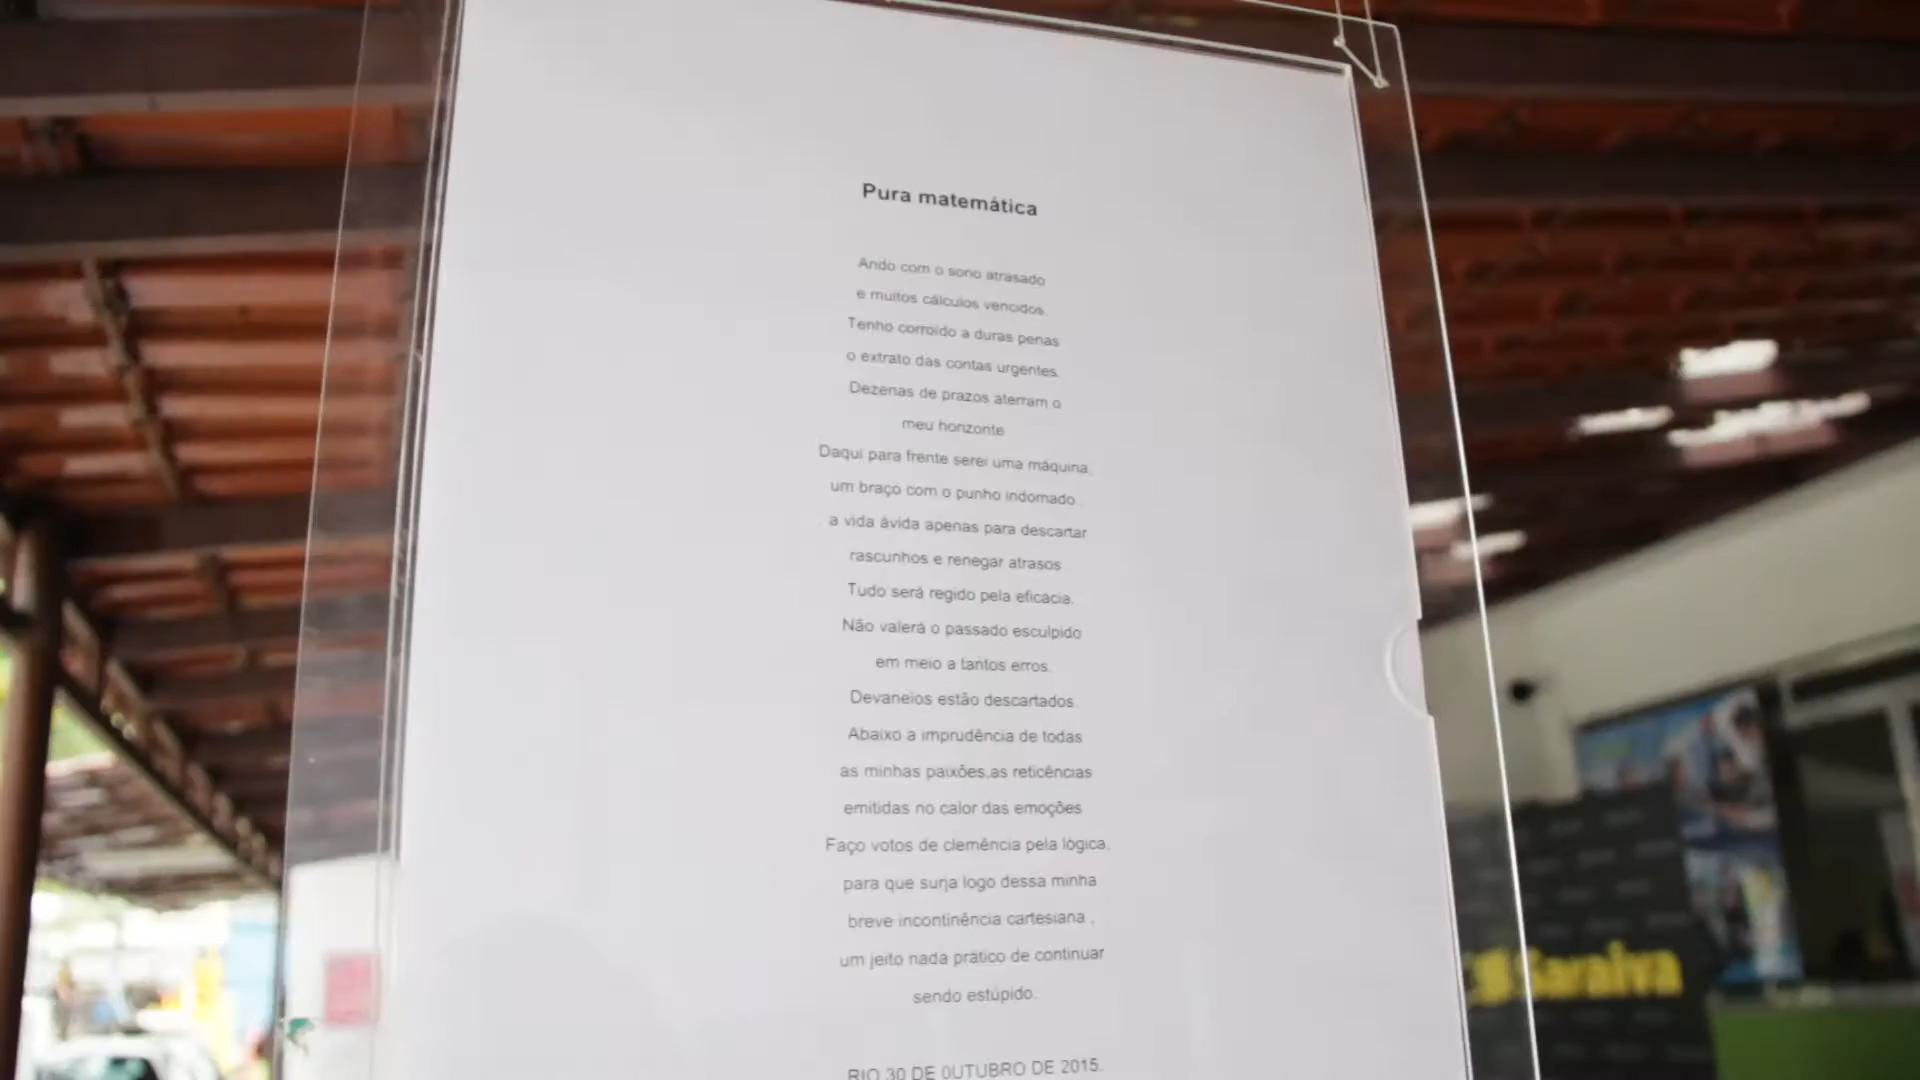 Pura matemática
Ando com o sono atrasado
e muitos cálculos vencidos.
Tenho corroído a duras penas
o extrato das contas urgentes.
Dezenas de prazos aterram o
meu horizonte
Daqui para frente serei uma máquina,
um braço com o punho indomado
a vida ávida apenas para descartar
rascunhos e renegar atrasos
Tudo será regido pela eficácia.
Não valerá o passado esculpido
em meio a tantos erros.
Devaneios estão descartados.
Abaixo a imprudência de todas
as minhas paixões,as reticências
emitidas no calor das emoções
Faço votos de clemência pela lógica,
para que surja logo dessa minha
breve incontinência cartesiana ,
um jeito nada prático de continuar
sendo estúpido.
RIO 30 DE OUTUBRO DE 2015.
Saraiva